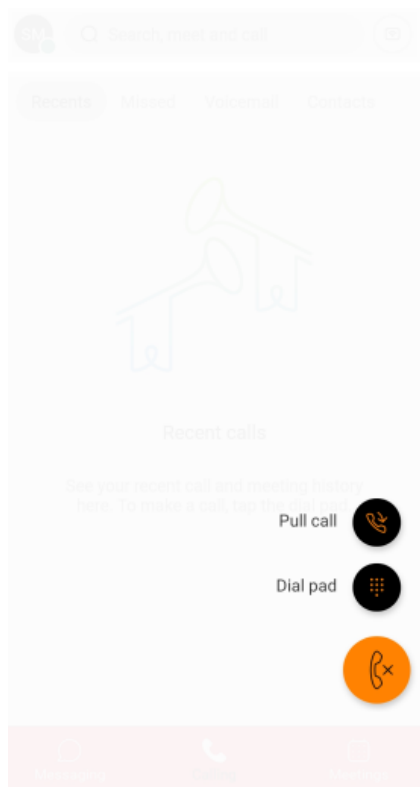 Search, meet and call
Recents Missed Voicemail Contacts
Recent calls
See your recent call and meeting history
here. To make a call, tap the dial pad.
Pull call
Dial pad
Calling
Meetings